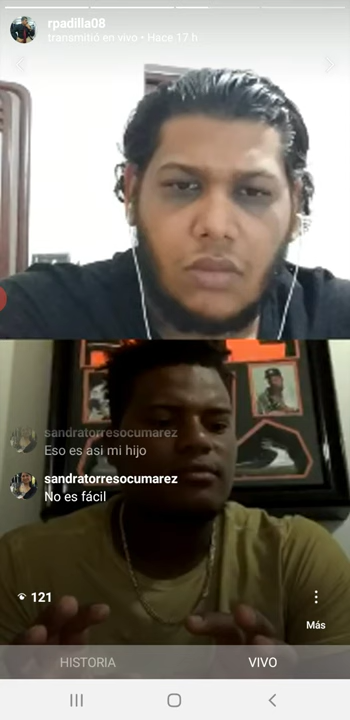 rpadilla08
transmitió en vivo • Hace 17 h
sandratorresocumarez
Eso es asi mi hijo
sandratorresocumarez
No es fácil
121
Más
HISTORIA
VIVO